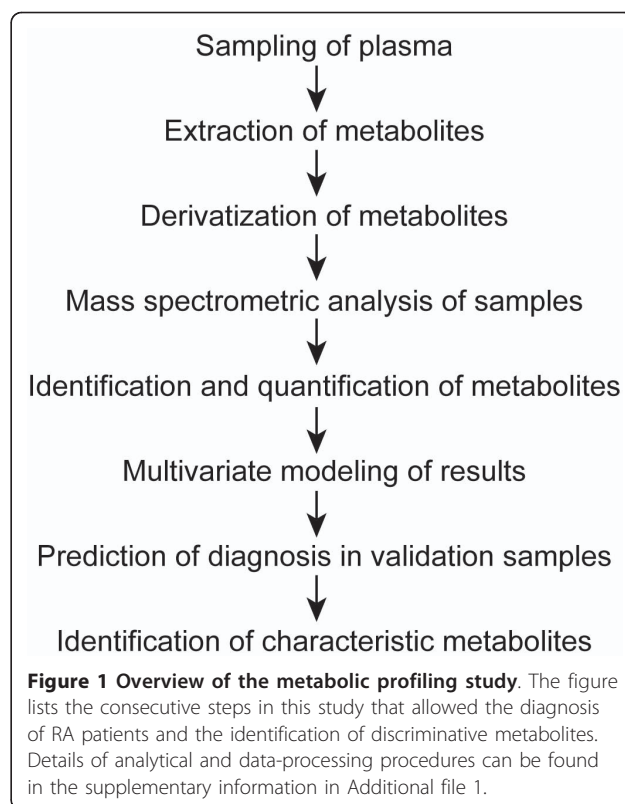 Sampling of plasma
Extraction of metabolites
Derivatization of metabolites
Mass spectrometric analysis of samples
Identification and quantification of metabolites
Multivariate modeling of results
Prediction of diagnosis in validation samples
Identification of characteristic metabolites
Figure 1 Overview of the metabolic profiling study. The figure
lists the consecutive steps in this study that allowed the diagnosis
of RA patients and the identification of discriminative metabolites.
Details of analytical and data-processing procedures can be found
in the supplementary information in Additional file 1.